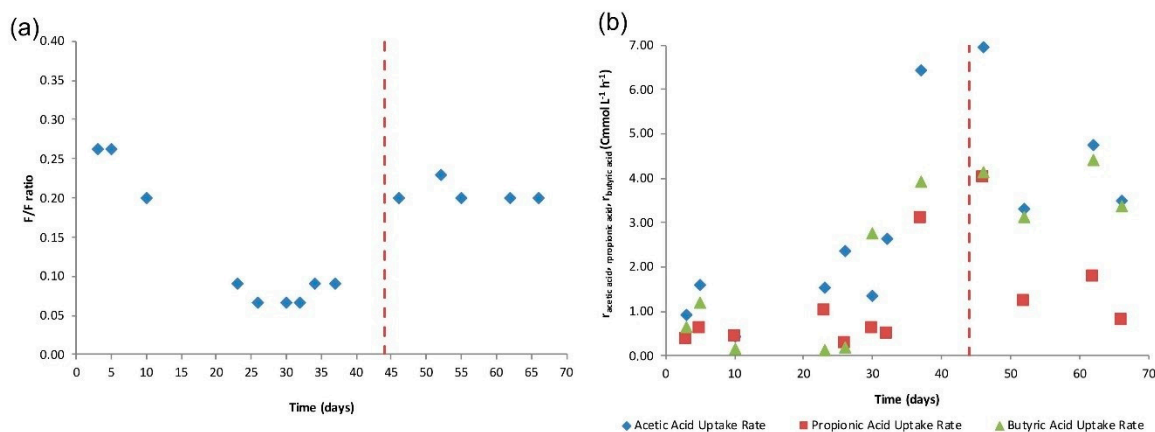 (a)
0.40
0.35
0.30
0.25
0.20
0.15
0.10
0.05
0.00
F/F ratio
0 5 10 15 20 25 30 35 40 45 50 55 60 65 70
Time (days)
(b)
7.00
6.00
5.00
4.00
3.00
2.00
1.00
0.00
r acetic acid, rpropionic acid, r butyric acid (Cmmol L-1 h-1)
0 10 20 30 40 50 60 70
Time (days)
Acetic Acid Uptake Rate Propionic Acid Uptake Rate Butyric Acid Uptake Rate